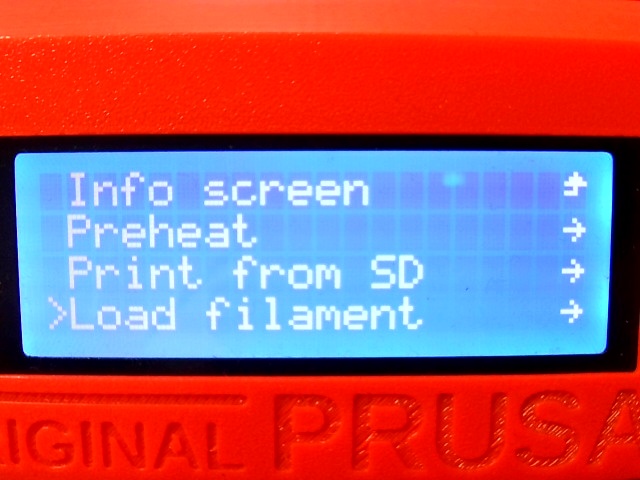 Info screen
Preheat
Print from SD
>Load filament
IGINAL PRUSA